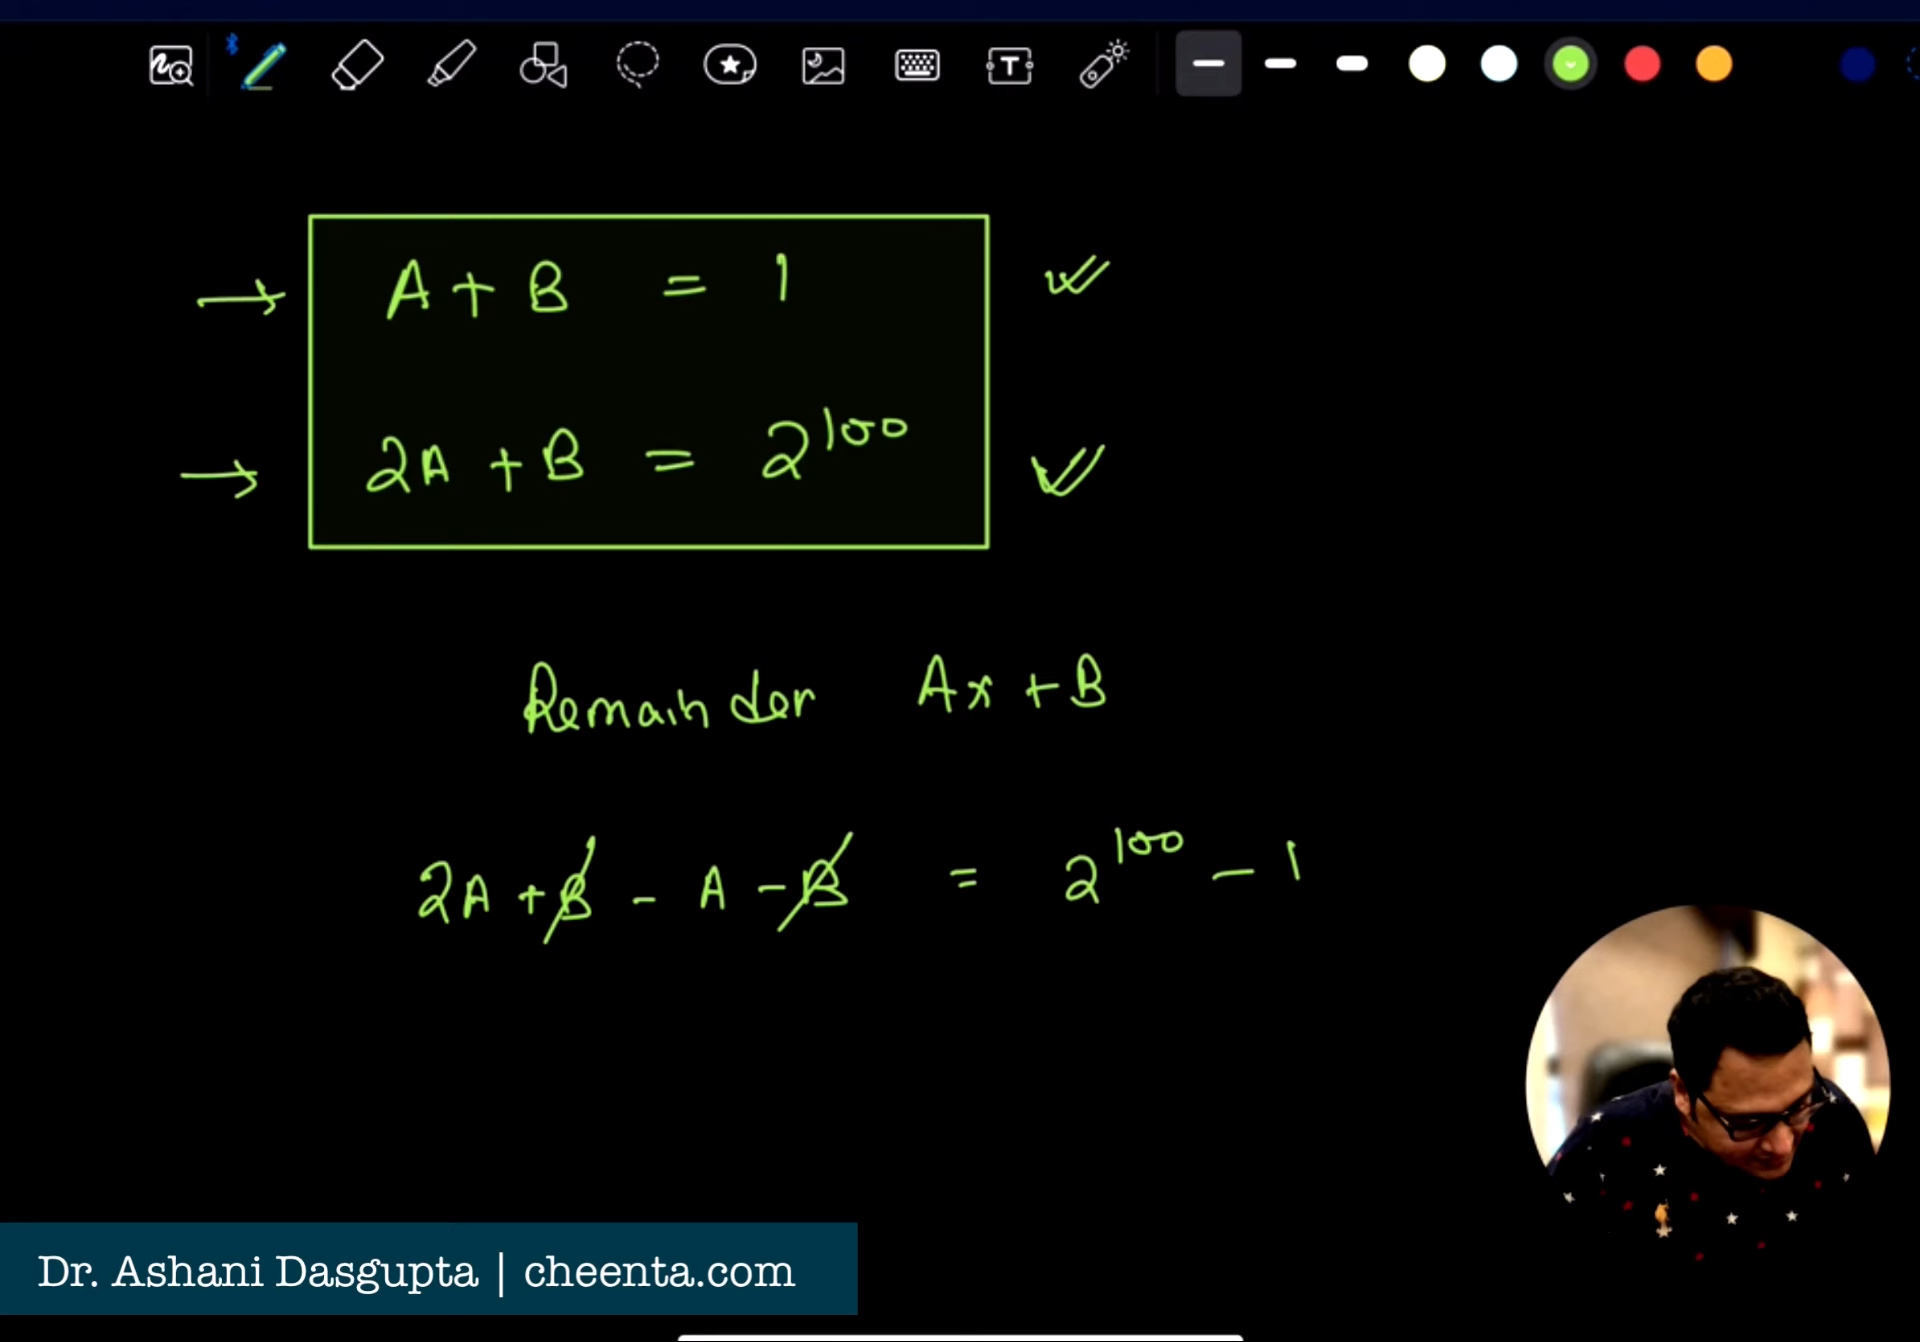 T
→ A + B = 1
→ 2A + B = 2^100
Remainder Ax + B
2A + B - A - B = 2^100 - 1
Dr. Ashani Dasgupta | cheenta.com